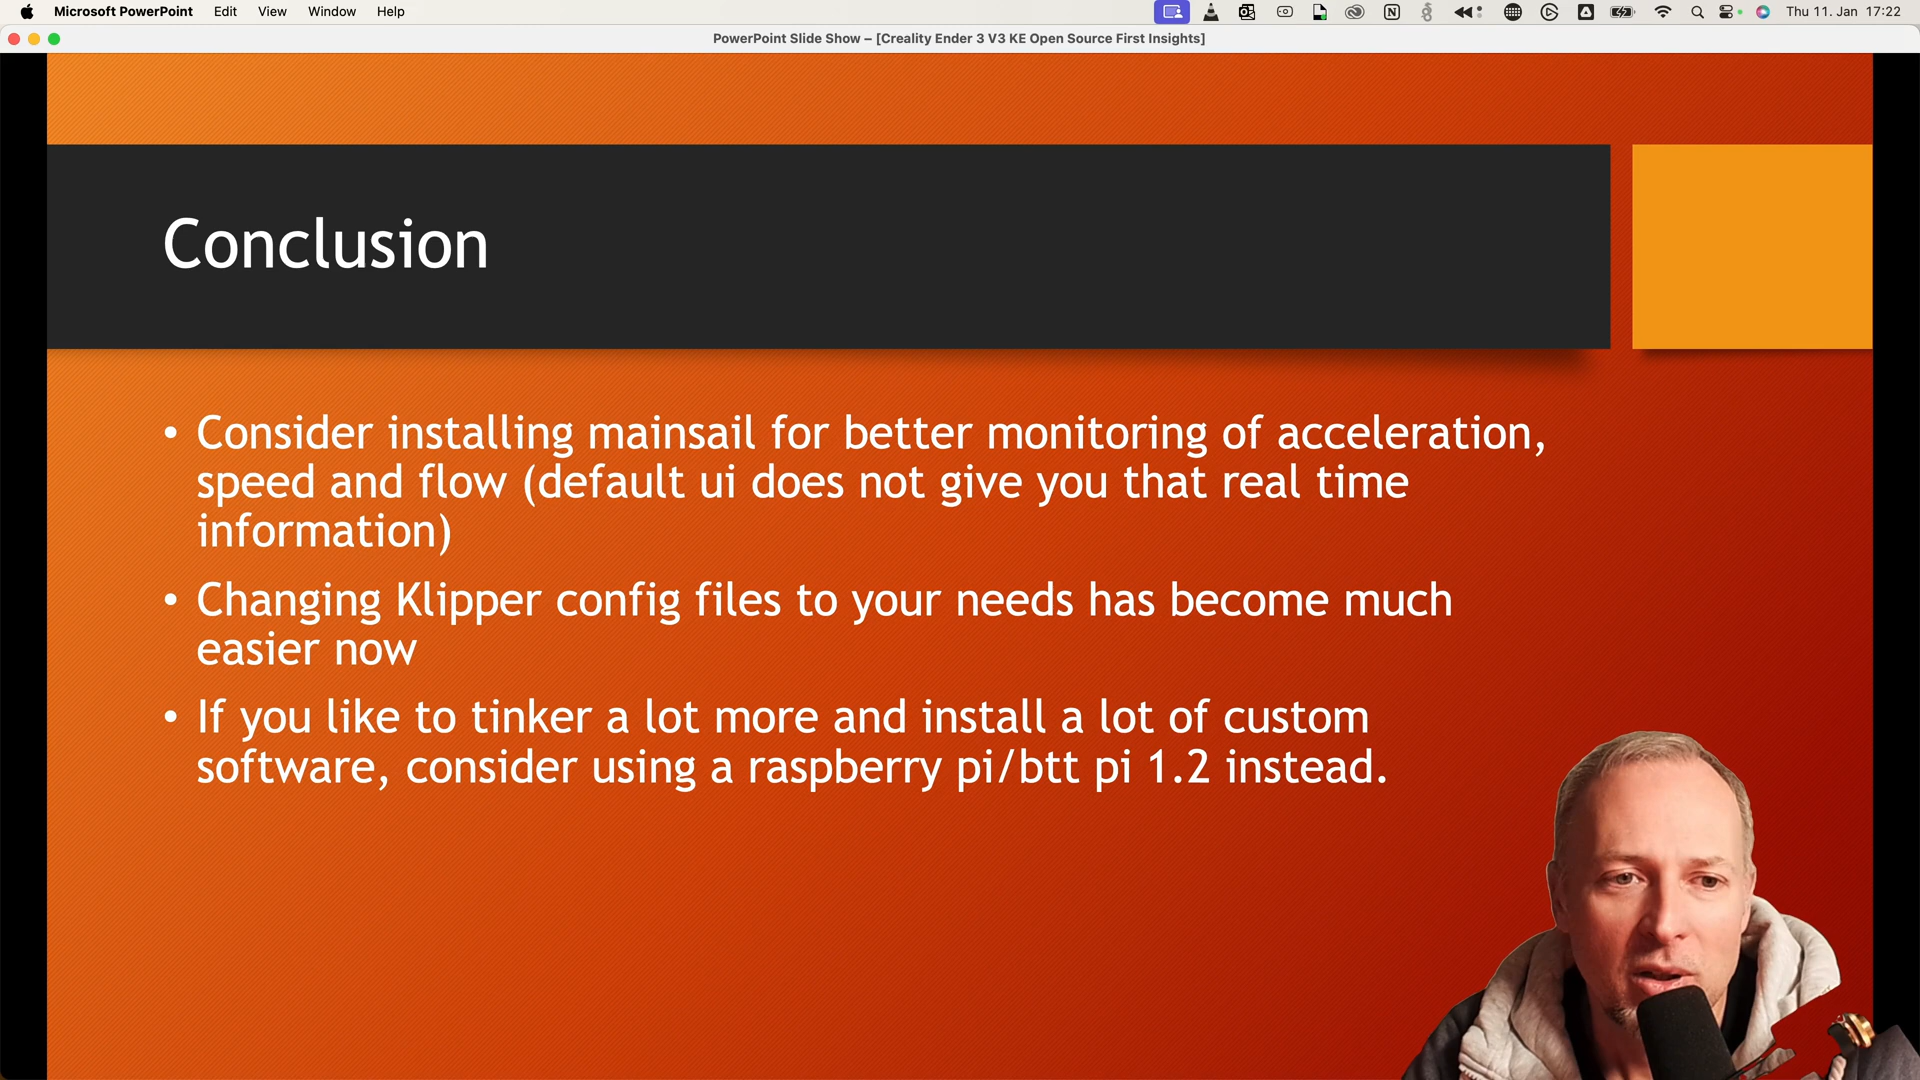 Microsoft PowerPoint Edit View Window Help
Thu 11. Jan 17:22
PowerPoint Slide Show – [Creality Ender 3 V3 KE Open Source First Insights]
Conclusion
• Consider installing mainsail for better monitoring of acceleration,
speed and flow (default ui does not give you that real time
information)
• Changing Klipper config files to your needs has become much
easier now
• If you like to tinker a lot more and install a lot of custom
software, consider using a raspberry pi/btt pi 1.2 instead.